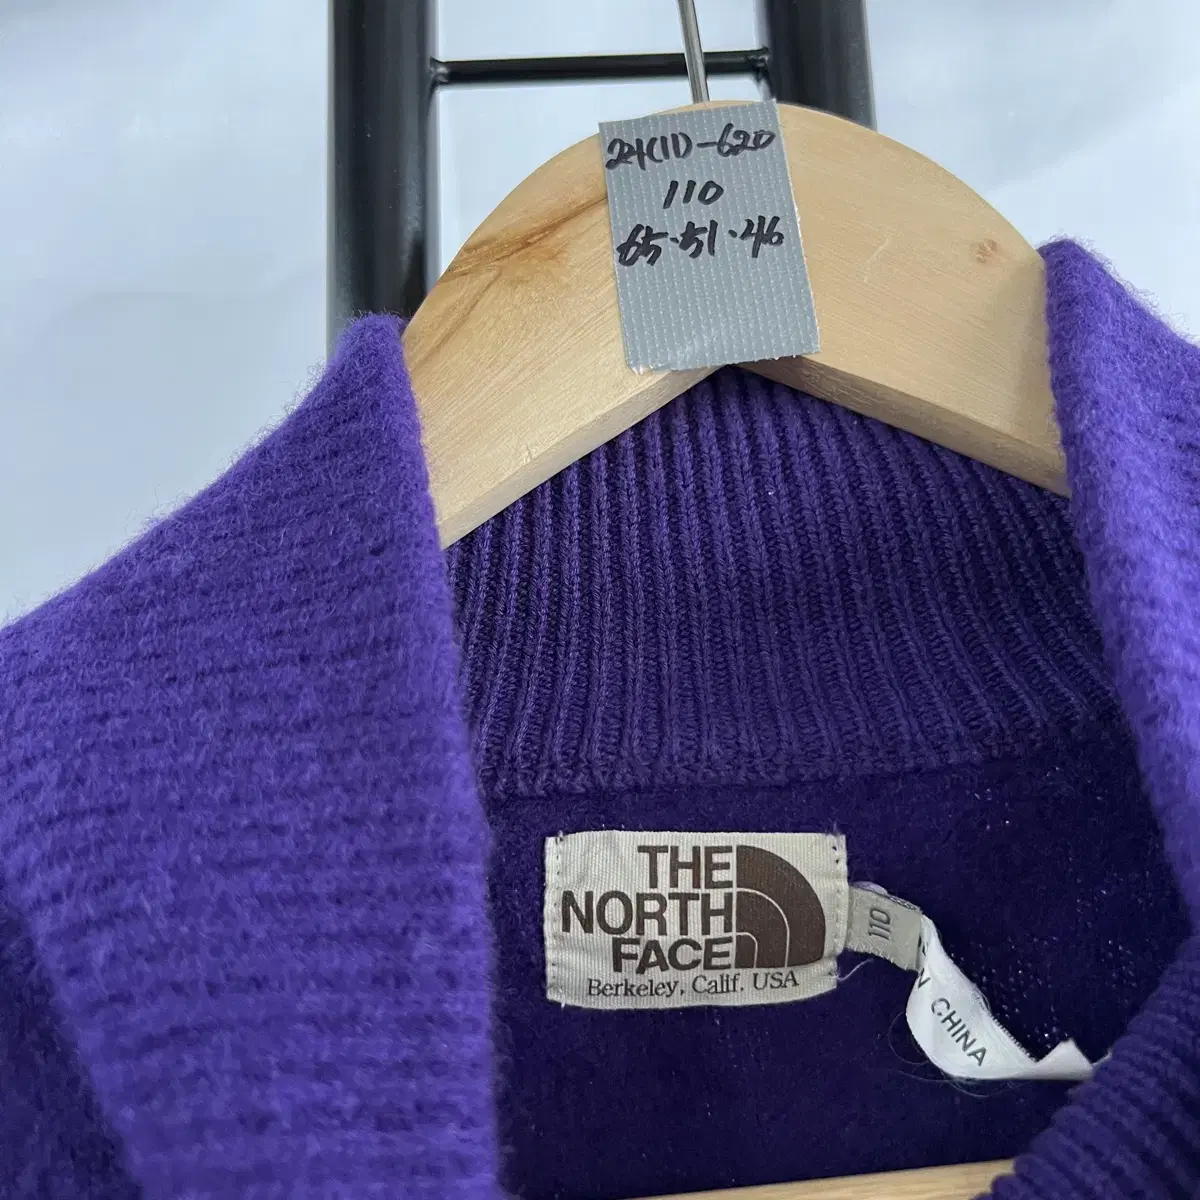 24(11)-620
110
65.51.46
THE
NORTH
FACE
Berkeley, Calif. USA
110
CHINA